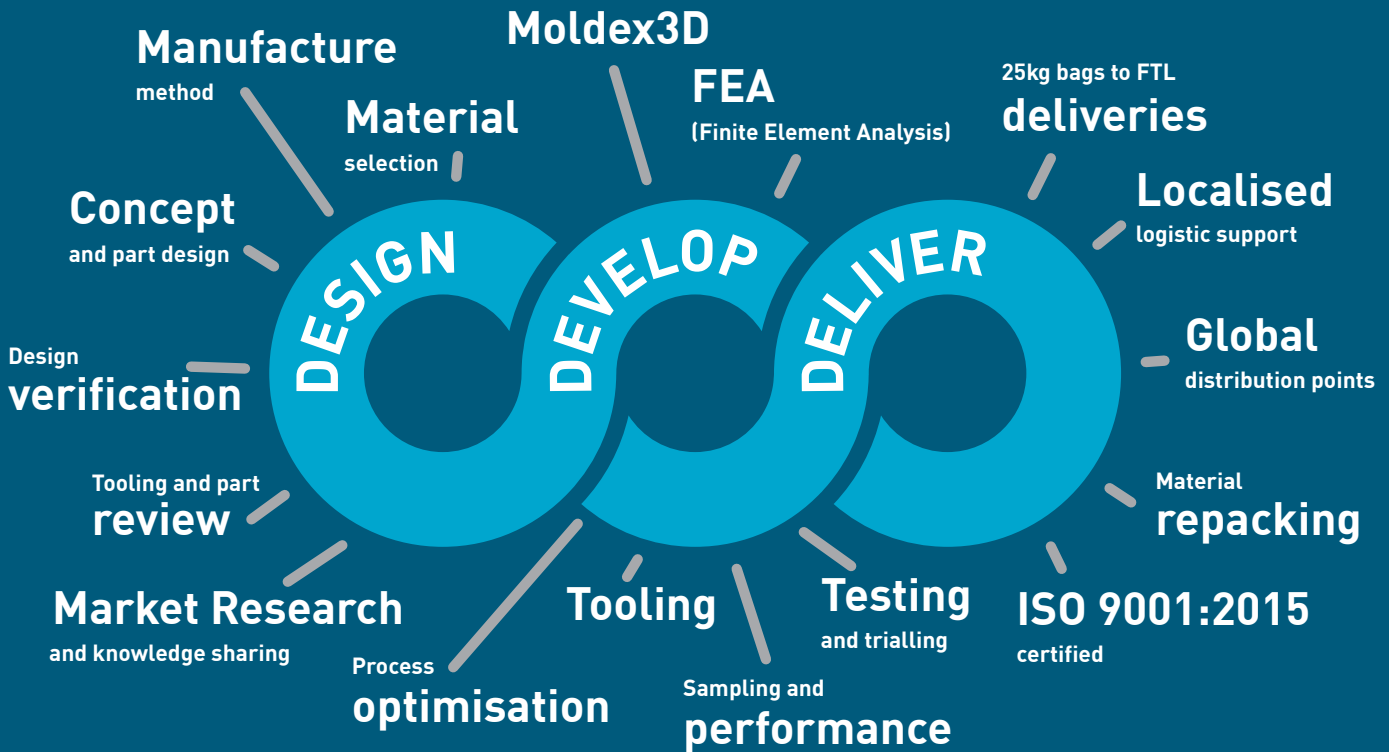 Manufacture
method
Material
selection
Concept
and part design
Design
verification
Tooling and part
review
Market Research
and knowledge sharing
DESIGN
Moldex3D
FEA
(Finite Element Analysis)
DEVELOP
Process
optimisation
Tooling
Sampling and
performance
Testing
and trialling
25kg bags to FTL
deliveries
Localised
logistic support
DELIVER
Global
distribution points
Material
repacking
ISO 9001:2015
certified